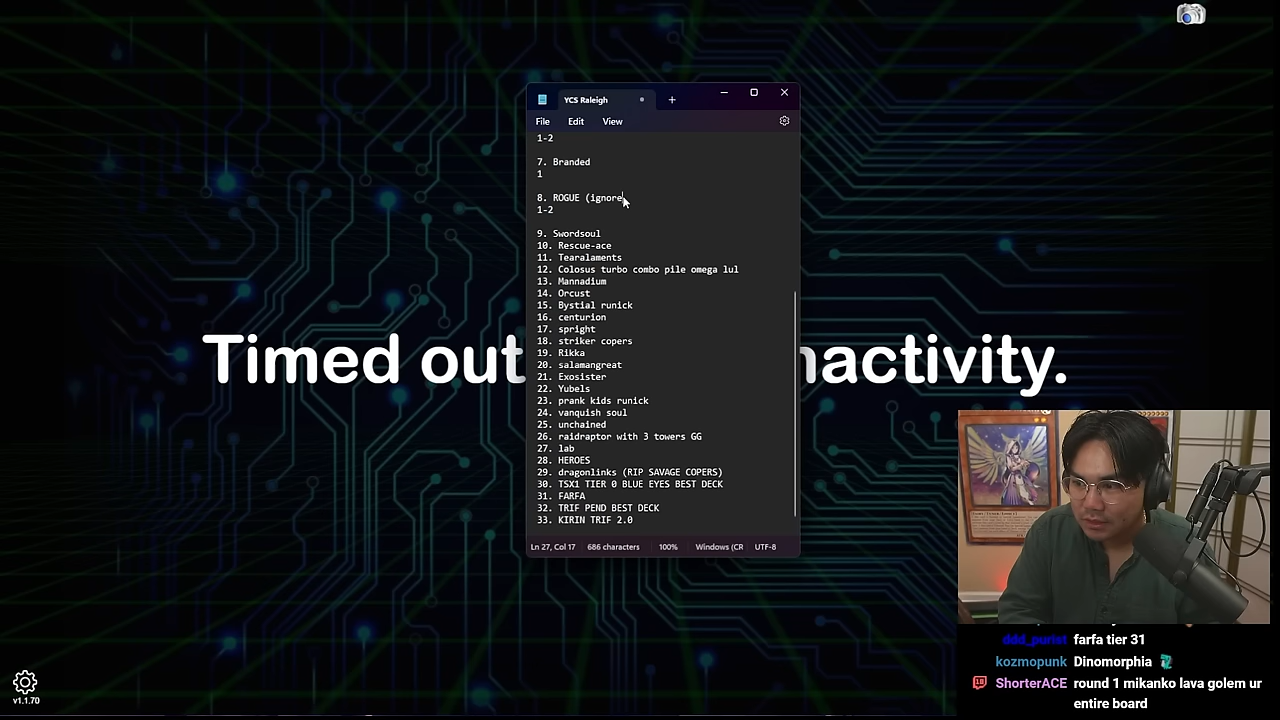 YCS Raleigh
File Edit View
1-2
7. Branded
1
8. ROGUE (ignore
1-2
9. Swordsoul
10. Rescue-ace
11. Tearalaments
12. Colosus turbo combo pile omega lul
13. Mannadium
14. Orcust
15. Bystial runick
16. centurion
17. spright
18. striker copers
19. Rikka
20. salamangreat
21. Exosister
22. Yubels
23. prank kids runick
24. vanquish soul
25. unchained
26. raidraptor with 3 towers GG
27. lab
28. HEROES
29. dragonlinks (RIP SAVAGE COPERS)
30. TSX1 TIER 0 BLUE EYES BEST DECK
31. FARFA
32. TRIF PEND BEST DECK
33. KIRIN TRIF 2.0
Ln 27, Col 17 686 characters 100% Windows (CR UTF-8
Timed out nactivity.
ddd_purist farfa tier 31
kozmopunk Dinomorphia
ShorterACE round 1 mikanko lava golem ur
entire board
v1.1.70